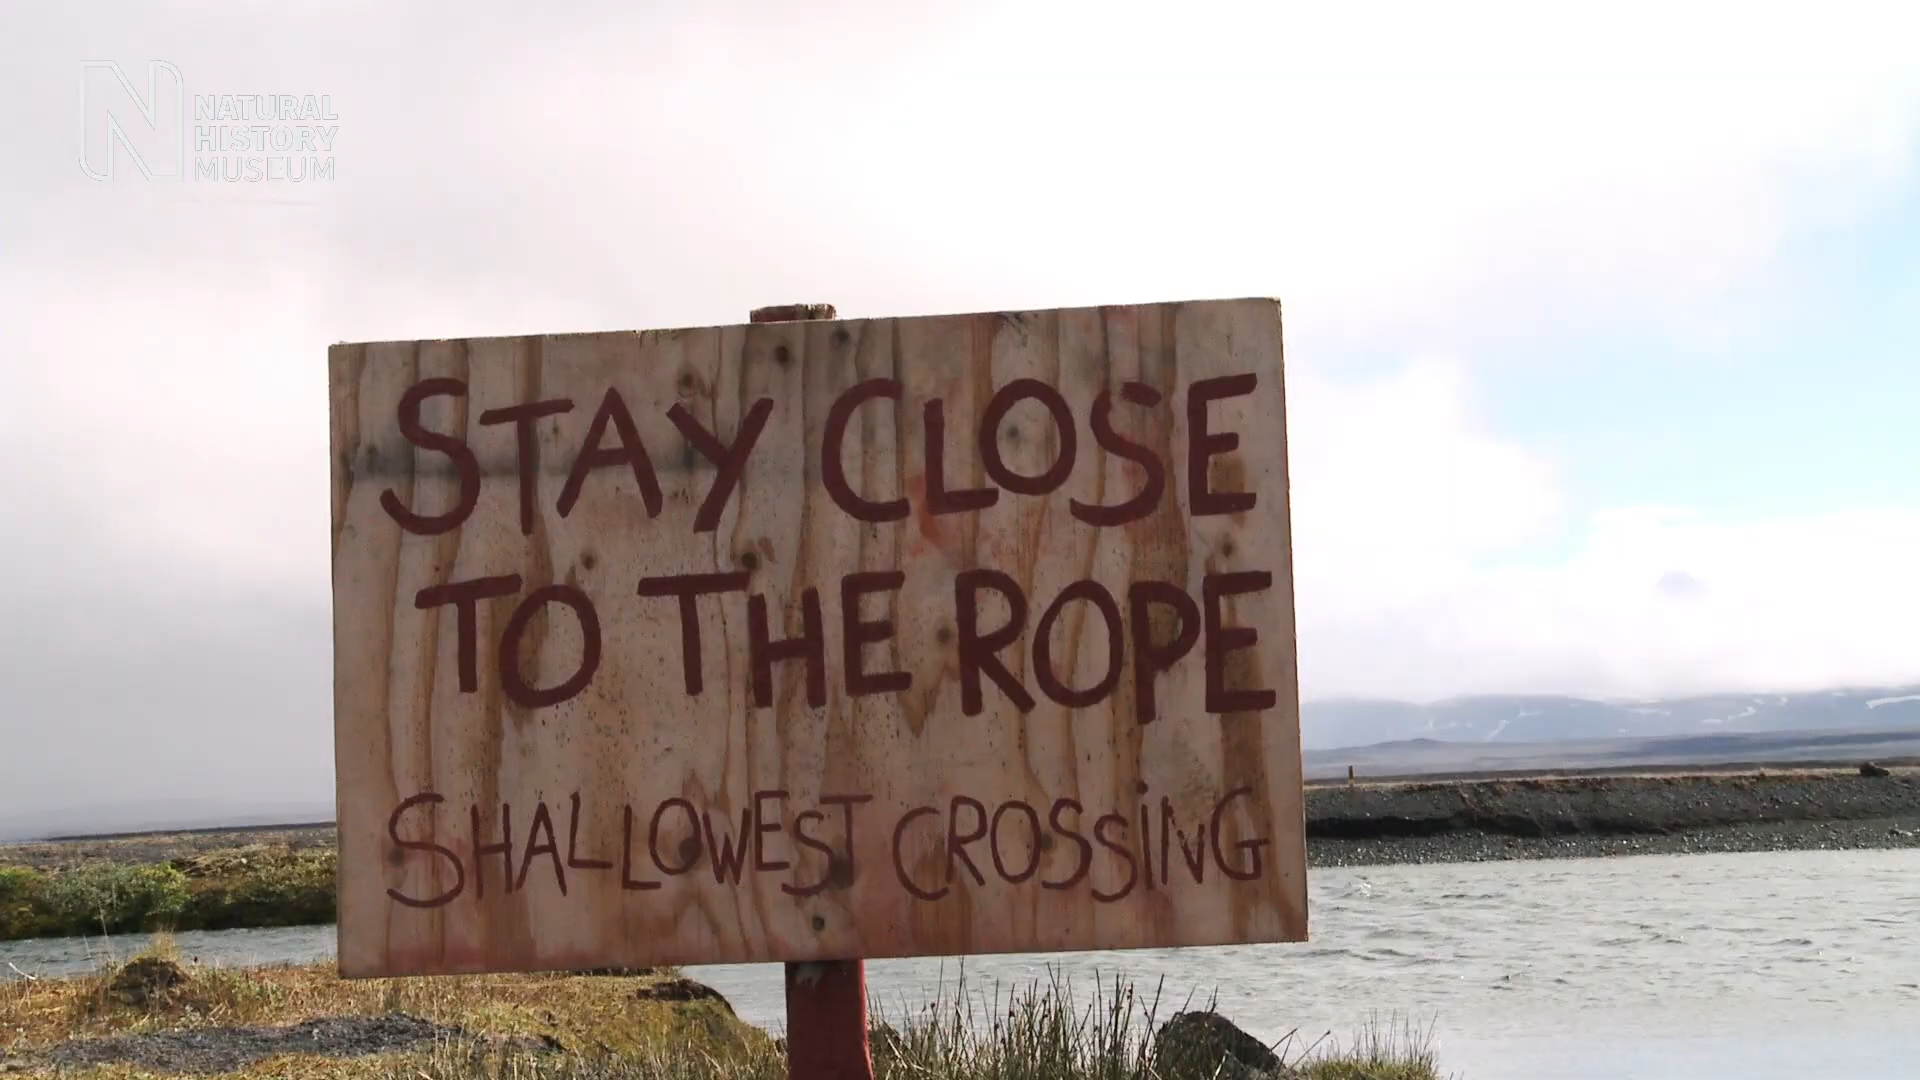 NATURAL
HISTORY
MUSEUM
STAY CLOSE
TO THE ROPE
SHALLOWEST CROSSING